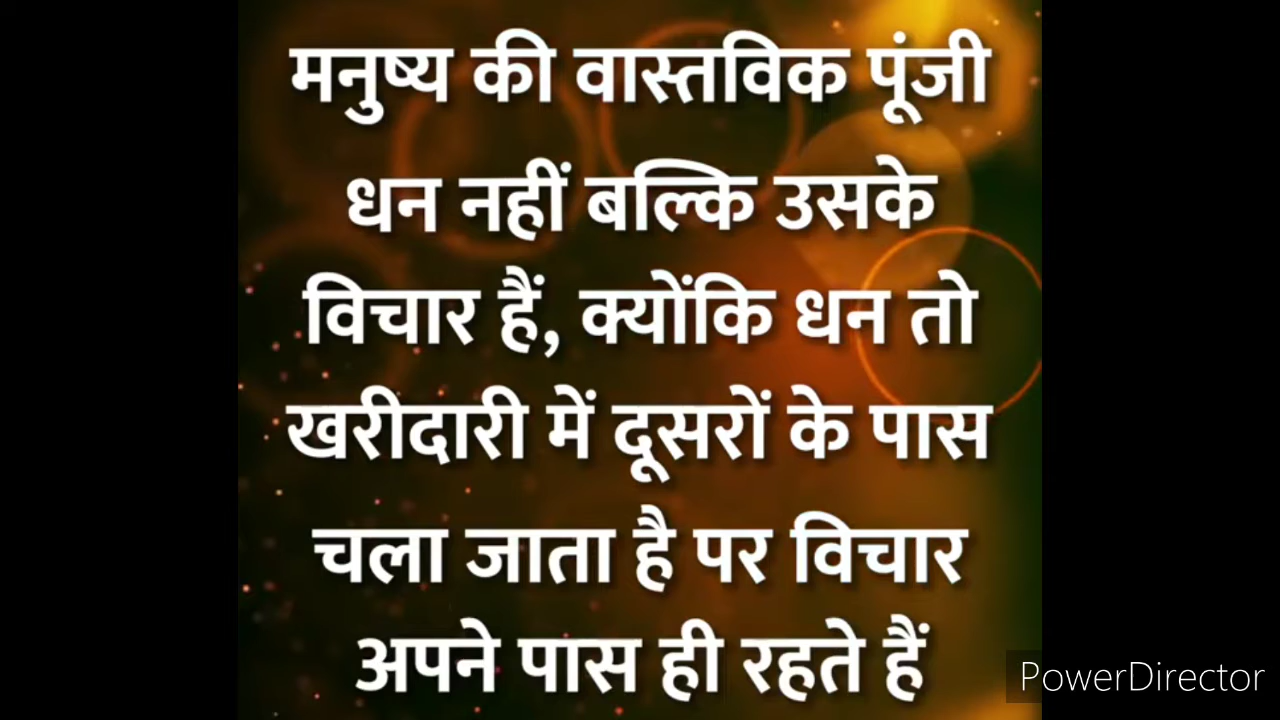 मनुष्य की वास्तविक पूंजी
धन नहीं बल्कि उसके
विचार हैं, क्योंकि धन तो
खरीदारी में दूसरों के पास
चला जाता है पर विचार
अपने पास ही रहते हैं
PowerDirector